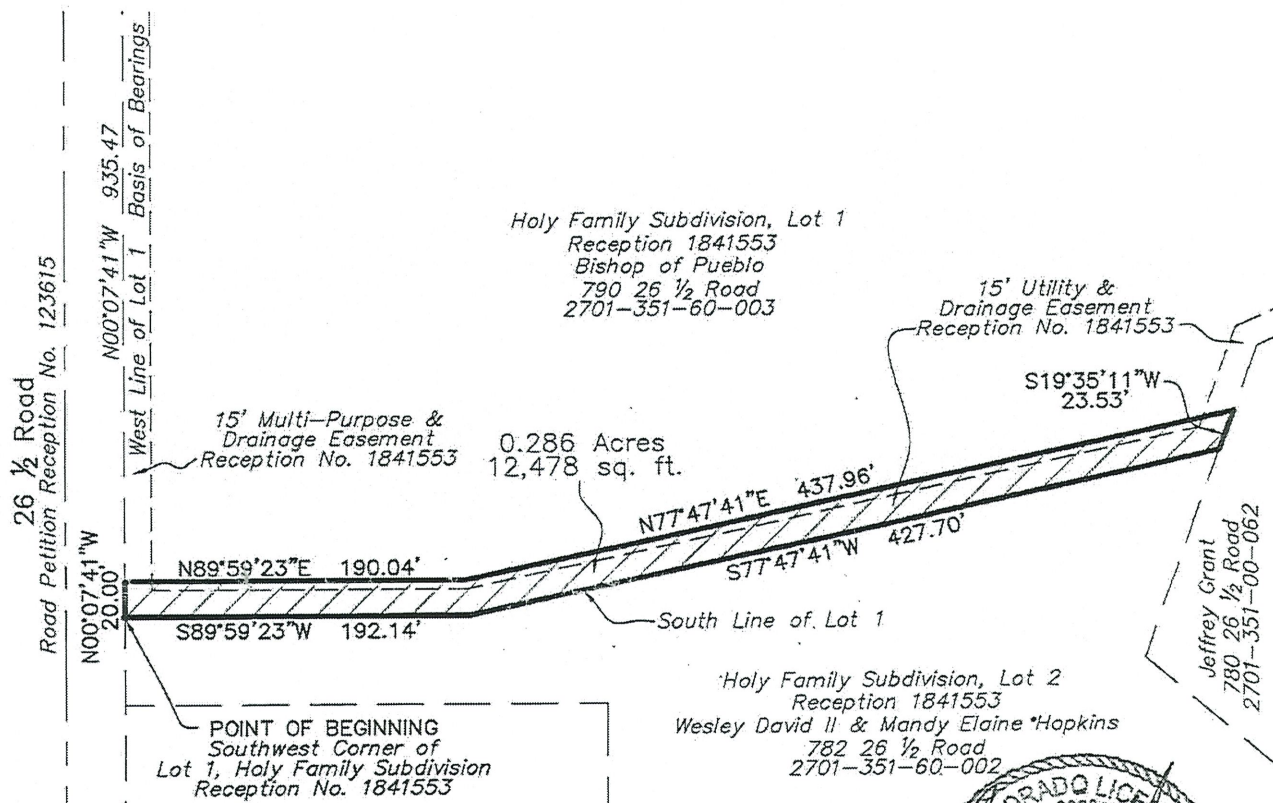 26 ½ Road
Road Petition Reception No. 123615
N00°07'41"W 935.47
West Line of Lot 1 Basis of Bearings
Holy Family Subdivision, Lot 1
Reception 1841553
Bishop of Pueblo
790 26 ½ Road
2701-351-60-003
15' Utility &
Drainage Easement
Reception No. 1841553
S19°35'11"W
23.53'
15' Multi-Purpose &
Drainage Easement
Reception No. 1841553
0.286 Acres
12,478 sq. ft.
N77°47'41"E 437.96'
S77°47'41"W 427.70'
N89°59'23"E 190.04'
S89°59'23"W 192.14'
N00°07'41"W
20.00'
South Line of Lot 1
Jeffrey Grant
780 26 ½ Road
2701-351-00-062
Holy Family Subdivision, Lot 2
Reception 1841553
Wesley David II & Mandy Elaine Hopkins
782 26 ½ Road
2701-351-60-002
POINT OF BEGINNING
Southwest Corner of
Lot 1, Holy Family Subdivision
Reception No. 1841553